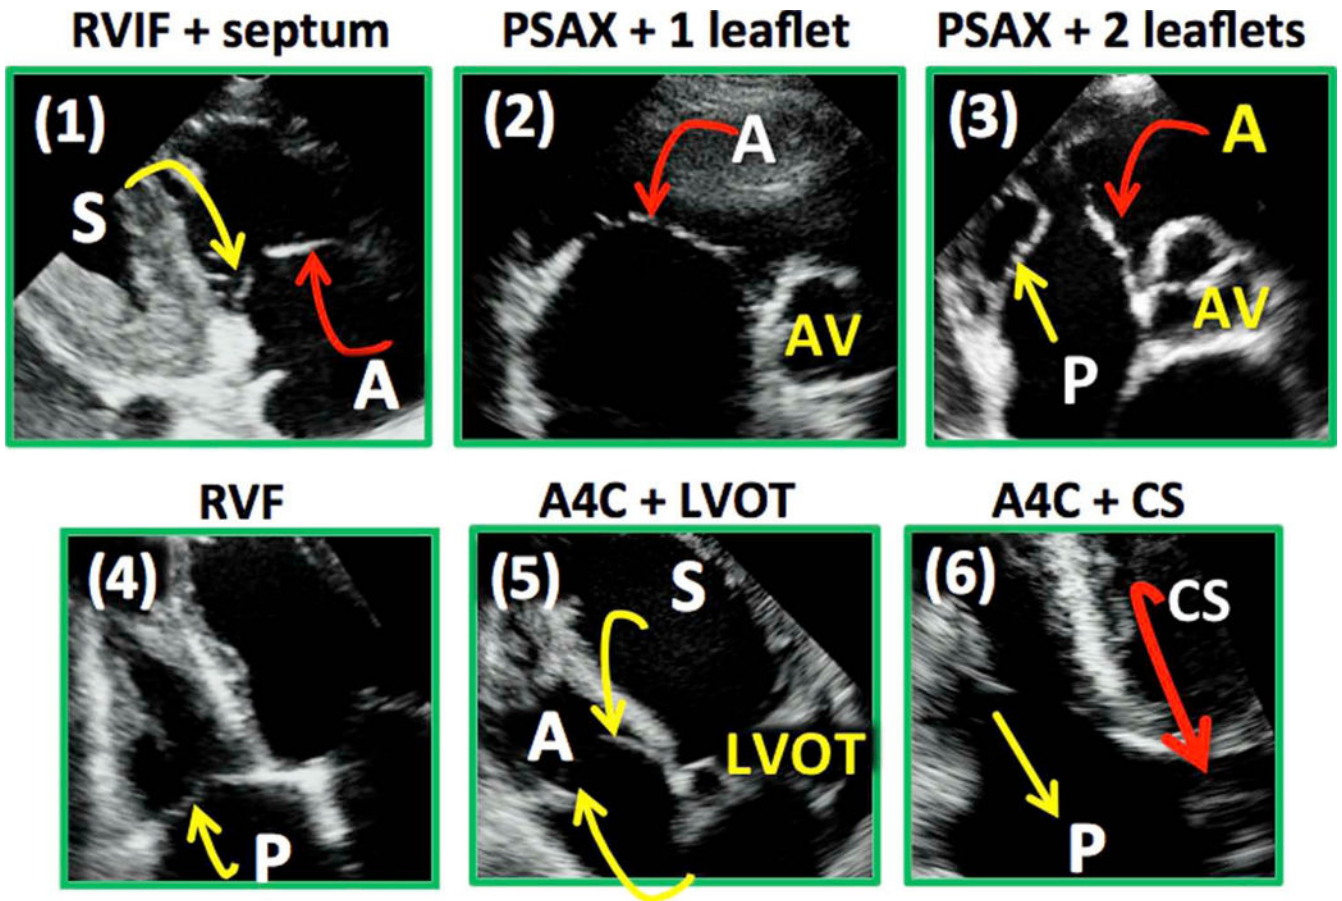 RVIF + septum
PSAX + 1 leaflet
PSAX + 2 leaflets
(1)
S
A
(2)
A
AV
(3)
A
AV
P
RVF
A4C + LVOT
A4C + CS
(4)
P
(5)
S
A
LVOT
(6)
CS
P